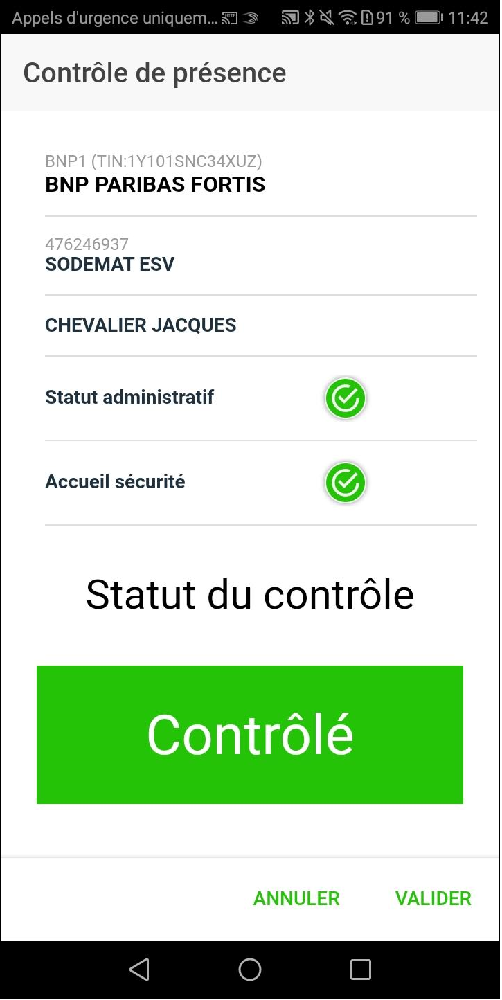 Appels d'urgence uniquem... 91 % 11:42
Contrôle de présence
BNP1 (TIN:1Y101SNC34XUZ)
BNP PARIBAS FORTIS
476246937
SODEMAT ESV
CHEVALIER JACQUES
Statut administratif
Accueil sécurité
Statut du contrôle
Contrôlé
ANNULER VALIDER